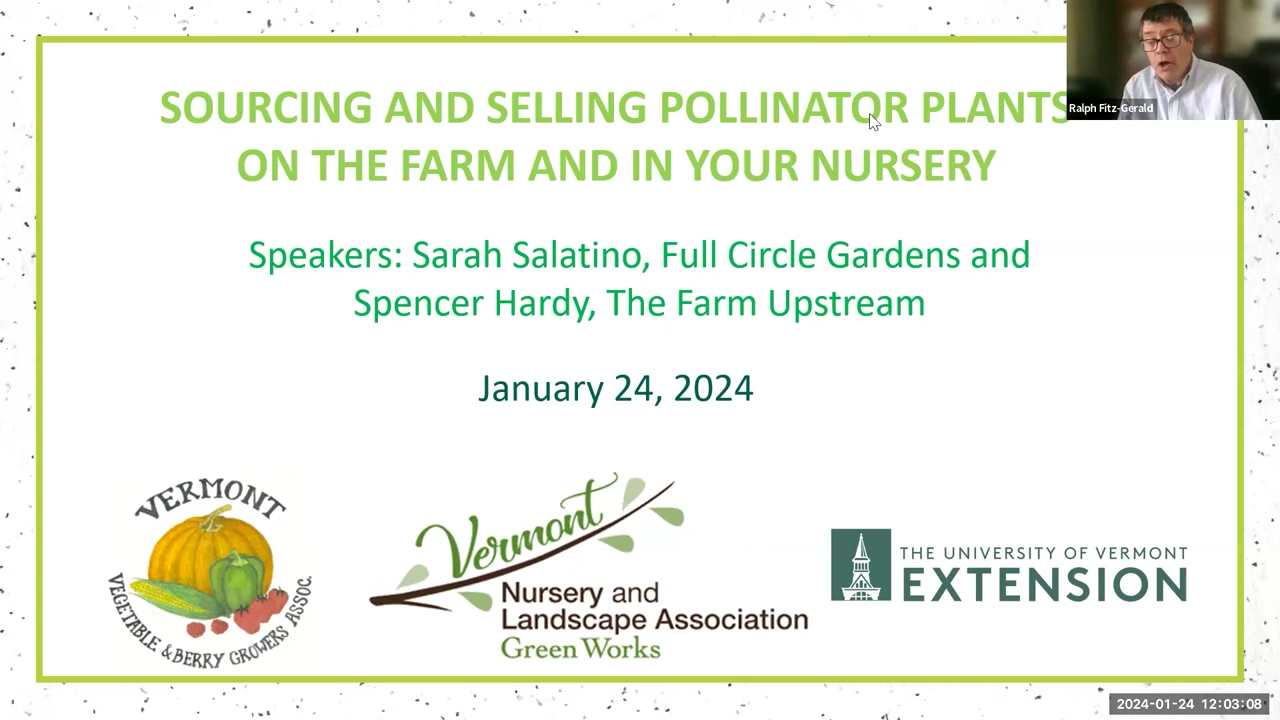 SOURCING AND SELLING POLLINATOR PLANTS
ON THE FARM AND IN YOUR NURSERY
Ralph Fitz-Gerald
Speakers: Sarah Salatino, Full Circle Gardens and
Spencer Hardy, The Farm Upstream
January 24, 2024
VERMONT
VEGETABLE & BERRY GROWERS ASSOC.
Vermont
Nursery and
Landscape Association
Green Works
THE UNIVERSITY OF VERMONT
EXTENSION
2024-01-24 12:03:08